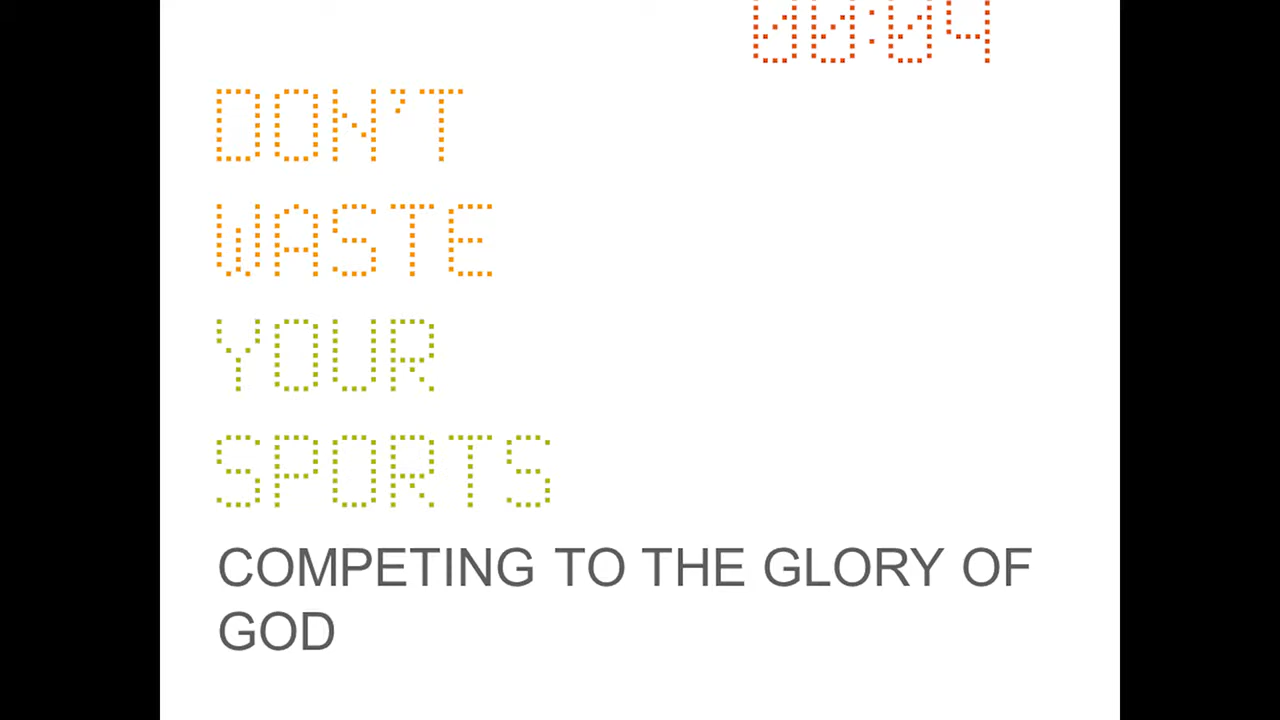 00:04
DON'T
WASTE
YOUR
SPORTS
COMPETING TO THE GLORY OF
GOD